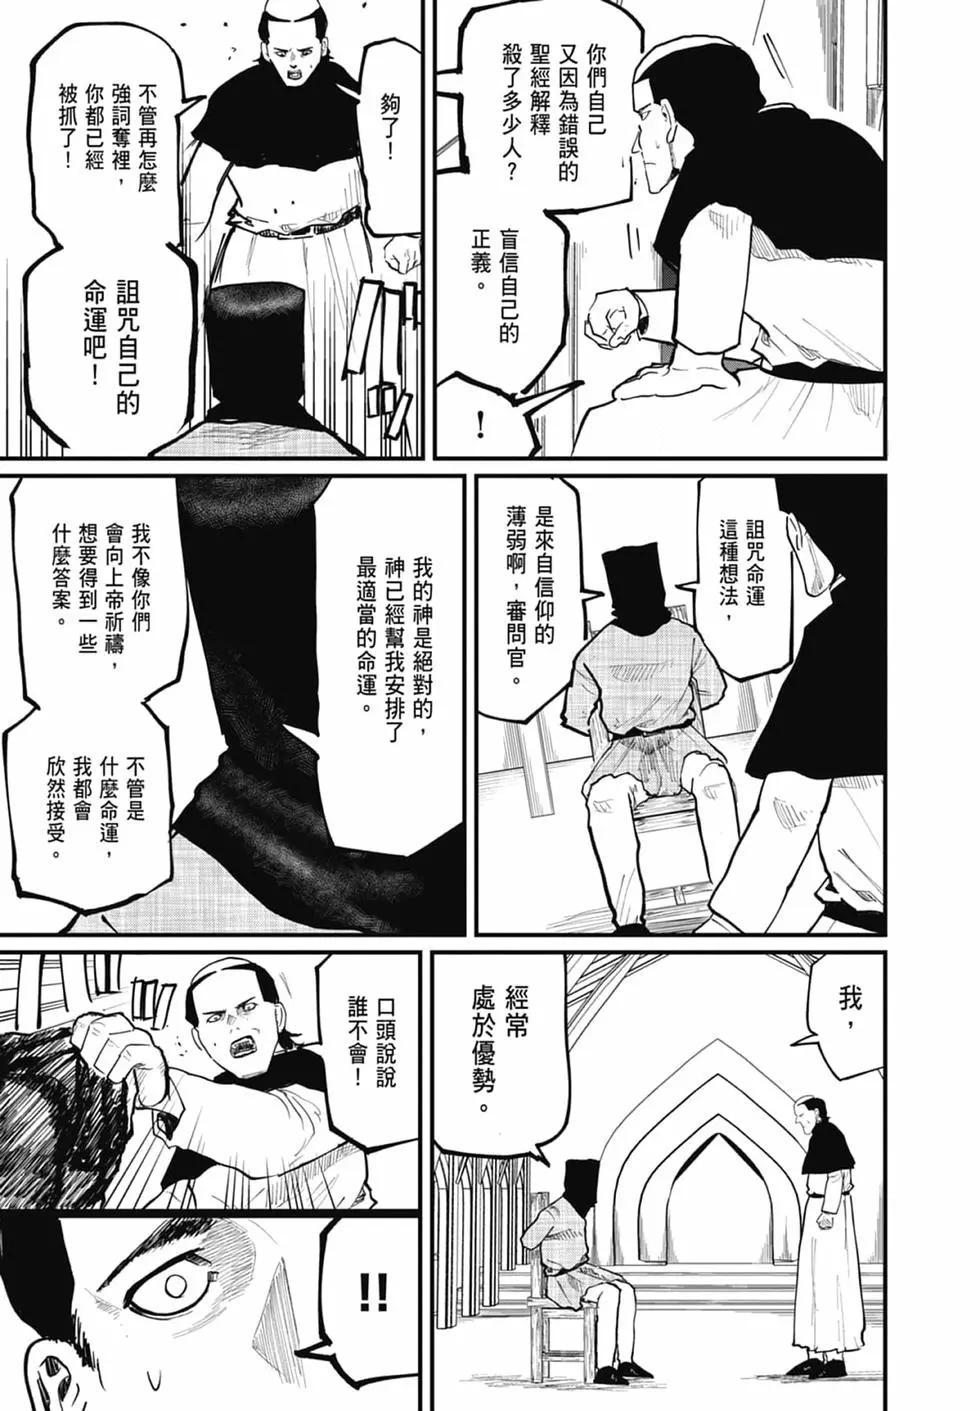 你們自己
又因為錯誤的
聖經解釋
殺了多少人？
盲信自己的
正義。
！
夠了！
不管再怎麼
強詞奪裡，
你都已經
被抓了！
詛咒自己的
命運吧！
詛咒命運
這種想法，
是來自信仰的
薄弱啊，審問官。
我的神是絕對的，
神已經幫我安排了
最適當的命運。
我不像你們
會向上帝祈禱，
想要得到一些
什麼答案。
不管是
什麼命運，
我都會
欣然接受。
我，
經常
處於優勢。
口頭說說
誰不會！
！！